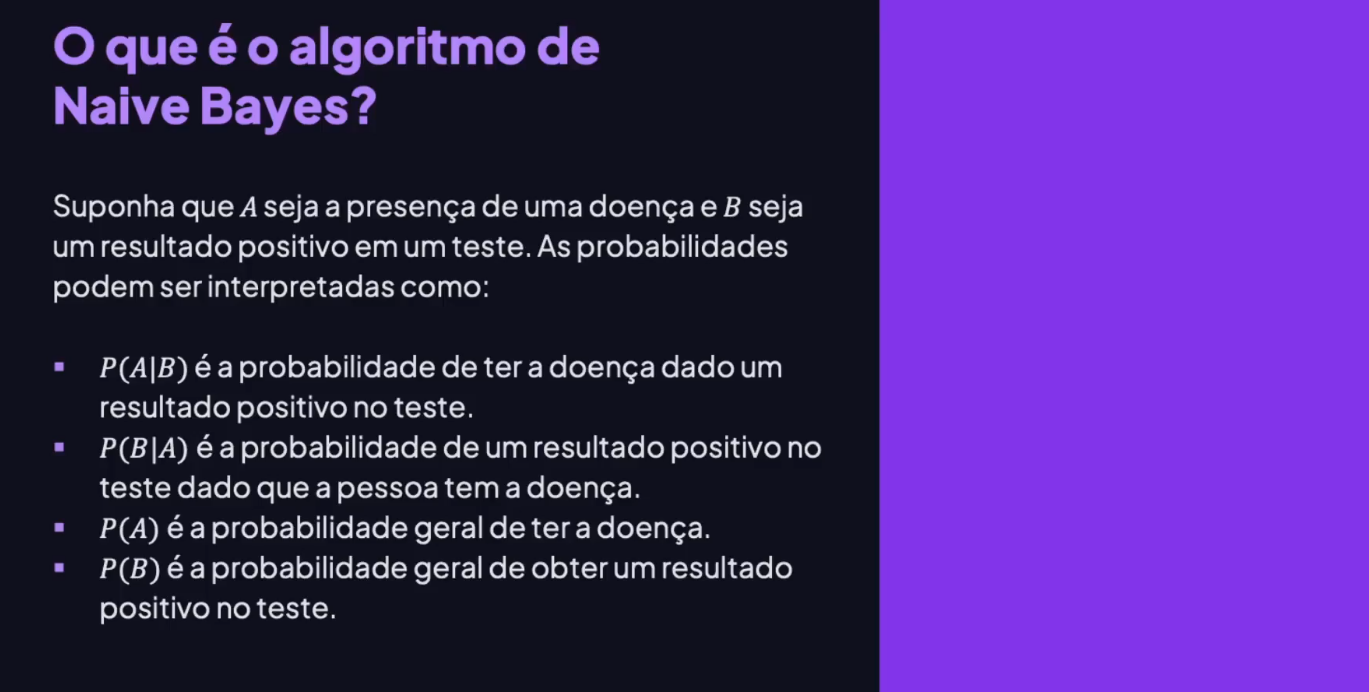 O que é o algoritmo de
Naive Bayes?
Suponha que A seja a presença de uma doença e B seja
um resultado positivo em um teste. As probabilidades
podem ser interpretadas como:
▪ P(A|B) é a probabilidade de ter a doença dado um
resultado positivo no teste.
▪ P(B|A) é a probabilidade de um resultado positivo no
teste dado que a pessoa tem a doença.
▪ P(A) é a probabilidade geral de ter a doença.
▪ P(B) é a probabilidade geral de obter um resultado
positivo no teste.